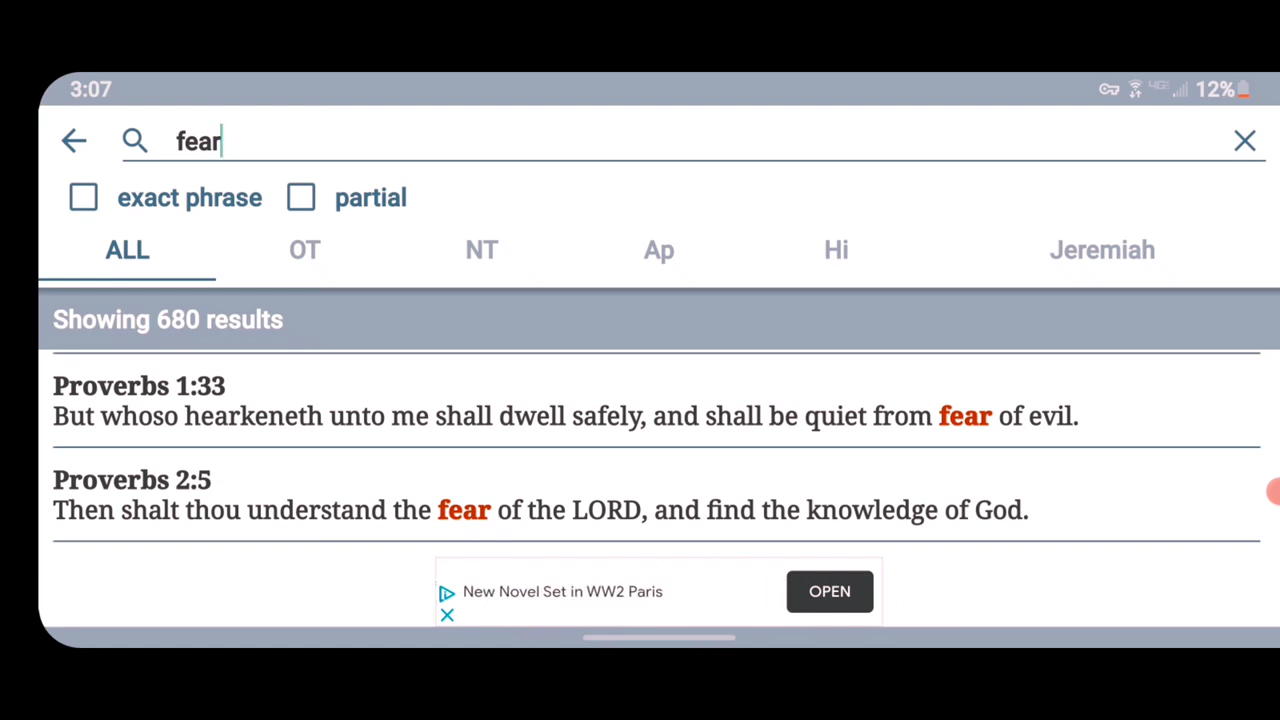 3:07 4GE 12%
fear
exact phrase partial
ALL OT NT Ap Hi Jeremiah
Showing 680 results
Proverbs 1:33
But whoso hearkeneth unto me shall dwell safely, and shall be quiet from fear of evil.
Proverbs 2:5
Then shalt thou understand the fear of the LORD, and find the knowledge of God.
New Novel Set in WW2 Paris OPEN